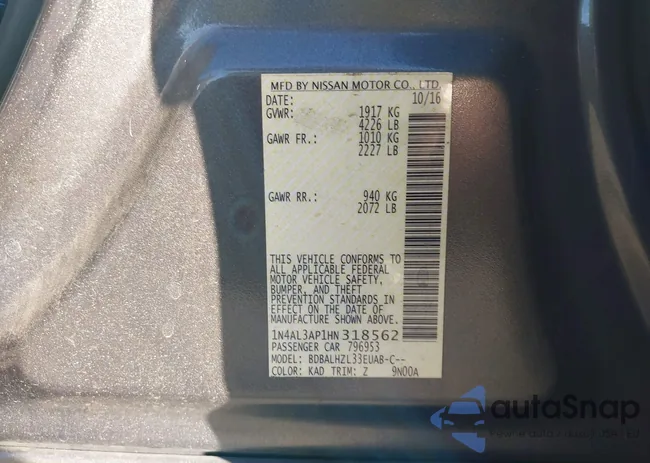 MFD BY NISSAN MOTOR CO., LTD
DATE: 10/16
GVWR: 1917 KG
4226 LB
GAWR FR.: 1010 KG
2227 LB
GAWR RR.: 940 KG
2072 LB
THIS VEHICLE CONFORMS TO
ALL APPLICABLE FEDERAL
MOTOR VEHICLE SAFETY,
BUMPER, AND THEFT
PREVENTION STANDARDS IN
EFFECT ON THE DATE OF
MANUFACTURE SHOWN ABOVE.
1N4AL3AP1HN318562
PASSENGER CAR 796953
MODEL: BDBALHZL33EUAB-C--
COLOR: KAD TRIM: Z 9N00A
autoSnap